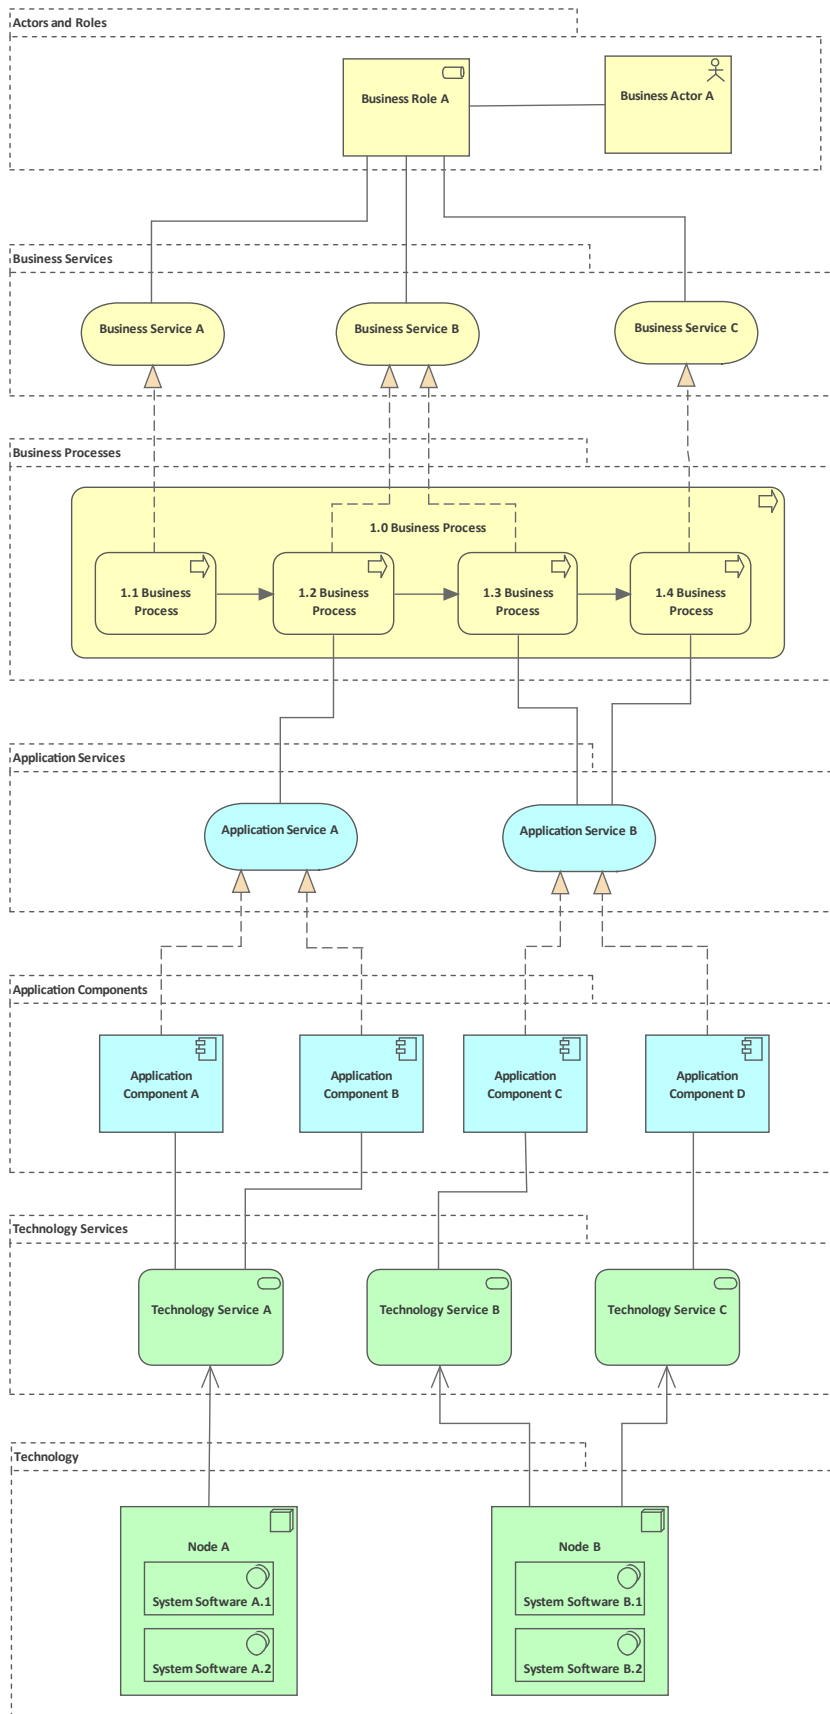 Actors and Roles
Business Role A
Business Actor A
Business Services
Business Service A
Business Service B
Business Service C
Business Processes
1.0 Business Process
1.1 Business
Process
1.2 Business
Process
1.3 Business
Process
1.4 Business
Process
Application Services
Application Service A
Application Service B
Application Components
Application
Component A
Application
Component B
Application
Component C
Application
Component D
Technology Services
Technology Service A
Technology Service B
Technology Service C
Technology
Node A
System Software A.1
System Software A.2
Node B
System Software B.1
System Software B.2